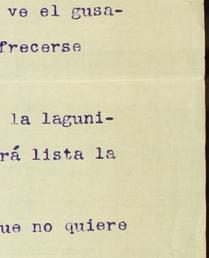 ve el gusa-
frecerse
la laguni-
rá lista la
ue no quiere